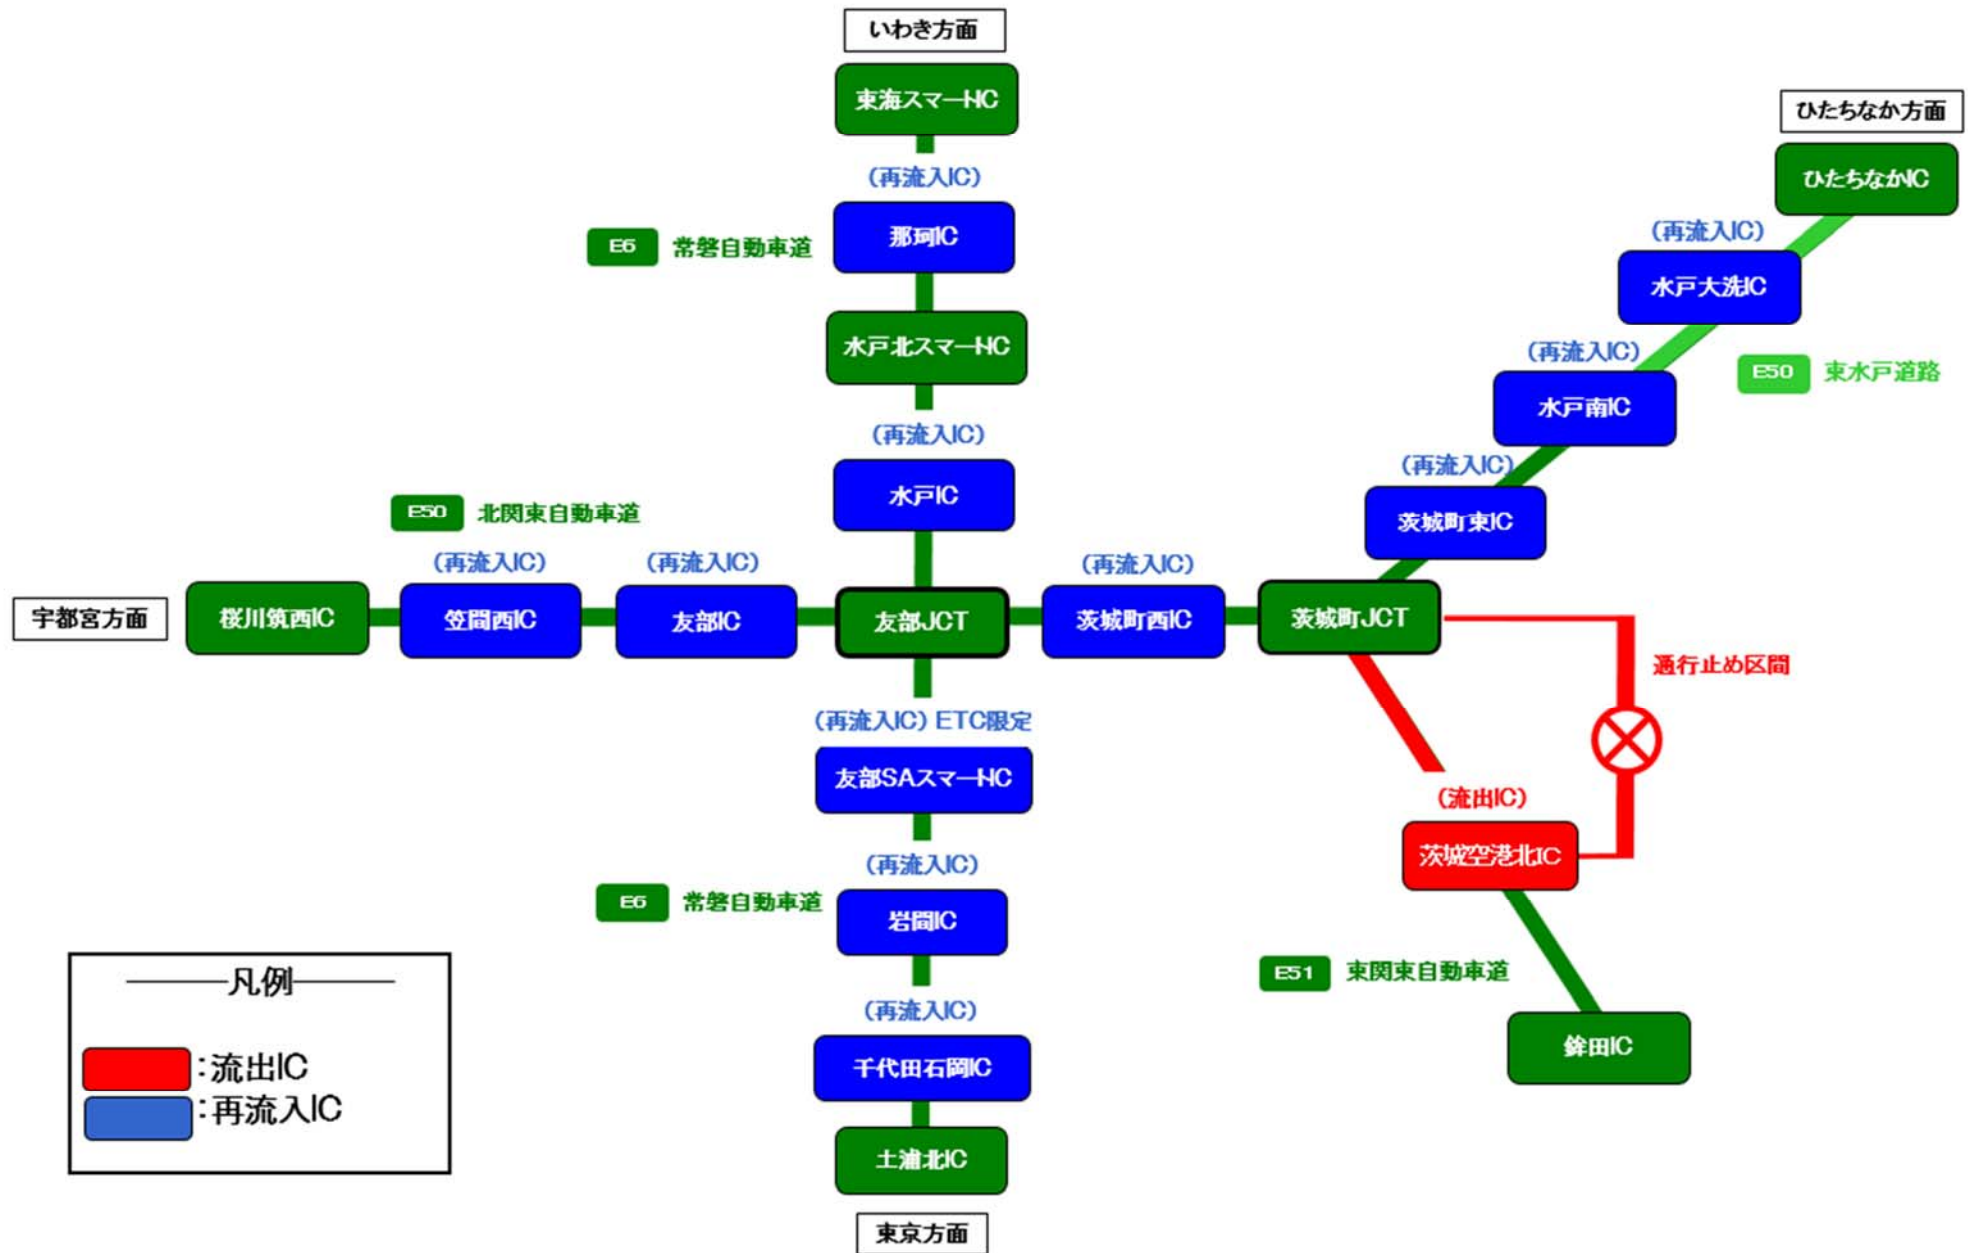 いわき方面
東海スマートIC
ひたちなか方面
ひたちなかIC
(再流入IC)
那珂IC
E6 常磐自動車道
(再流入IC)
水戸大洗IC
水戸北スマートIC
(再流入IC)
水戸南IC
E50 東水戸道路
(再流入IC)
水戸IC
(再流入IC)
茨城町東IC
E50 北関東自動車道
(再流入IC)
(再流入IC)
(再流入IC)
宇都宮方面
桜川筑西IC
笠間西IC
友部IC
友部JCT
茨城町西IC
茨城町JCT
通行止め区間
(再流入IC) ETC限定
友部SAスマートIC
(流出IC)
茨城空港北IC
(再流入IC)
岩間IC
E6 常磐自動車道
E51 東関東自動車道
(再流入IC)
千代田石岡IC
鉾田IC
土浦北IC
東京方面
凡例
:流出IC
:再流入IC